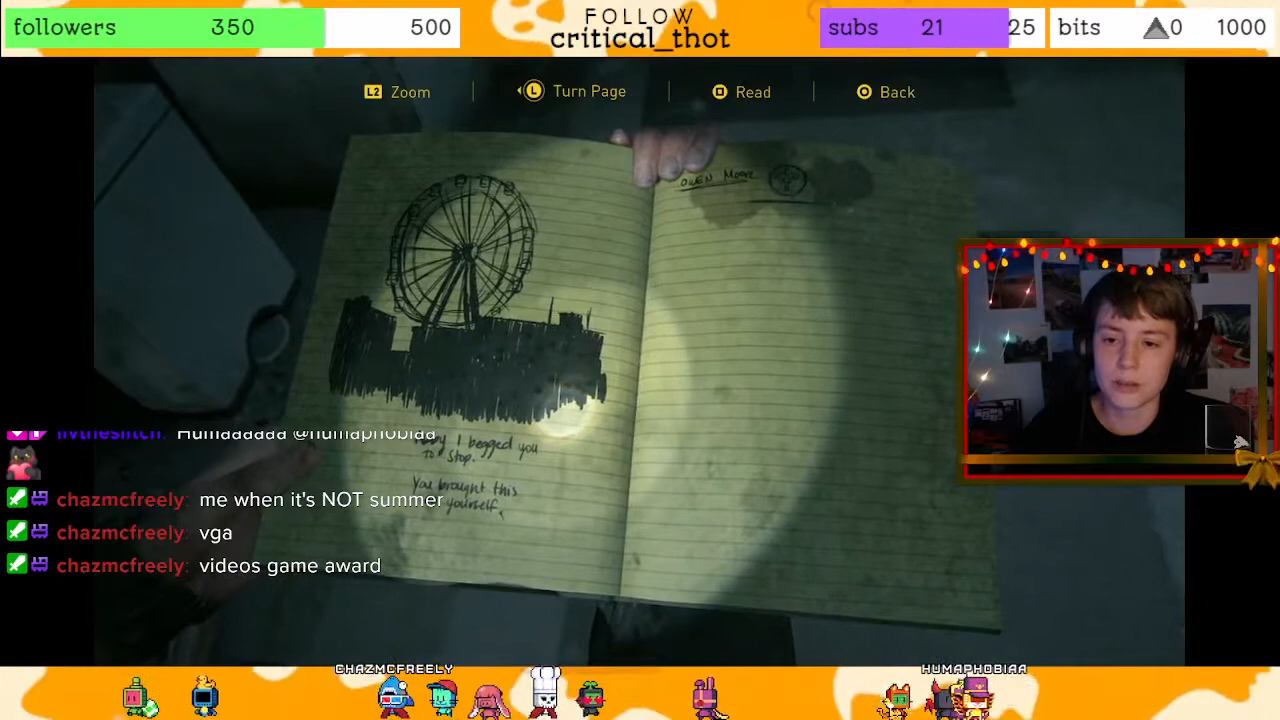 followers 350 500
FOLLOW
critical_thot
subs 21 25
bits 0 1000
L2 Zoom
L Turn Page
Read
Back
OWEN MOORE
I begged you
To stop.
You brought this
yourself.
livthesnitch: Humaaaaaa @humaphobiaa
chazmcfreely: me when it's NOT summer
chazmcfreely: vga
chazmcfreely: videos game award
CHAZMCFREELY
HUMAPHOBIAA